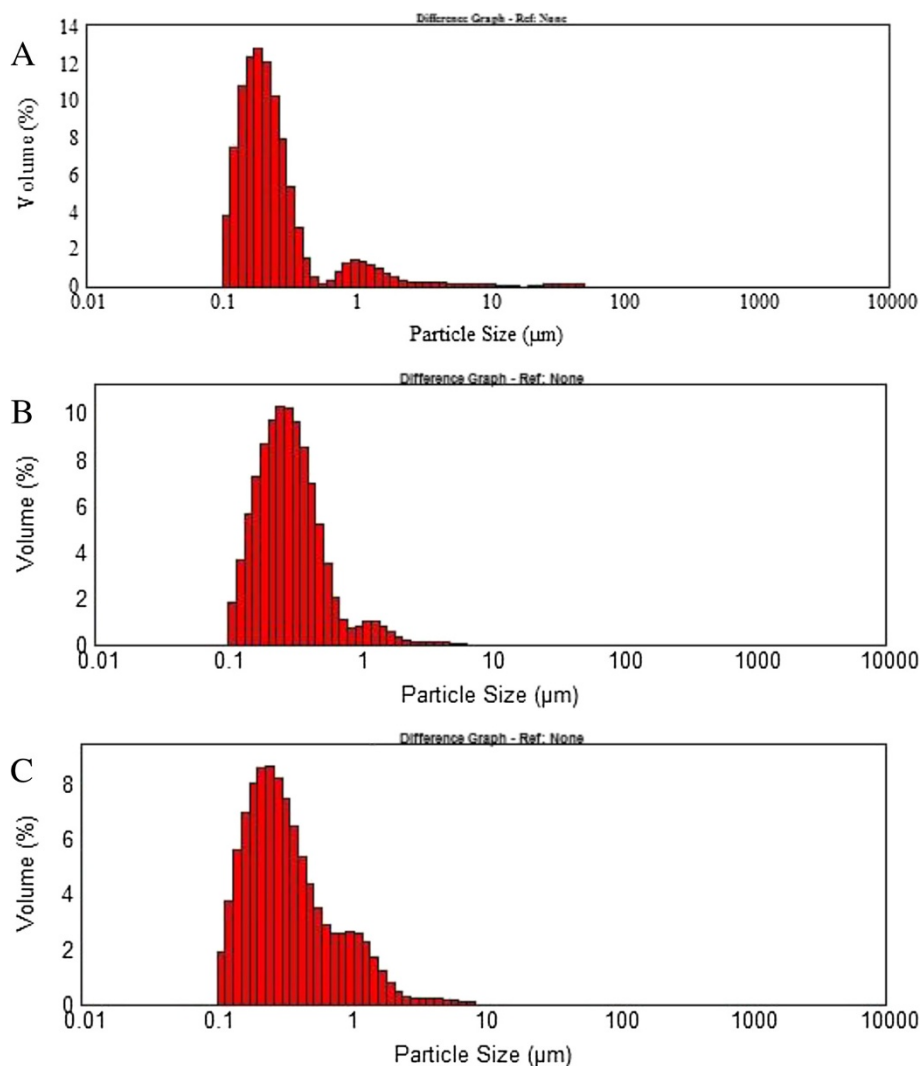 A
Difference Graph - Ref: None
14
12
10
8
6
4
2
0
Volume (%)
0.01 0.1 1 10 100 1000 10000
Particle Size (µm)
B
Difference Graph - Ref: None
10
8
6
4
2
0
Volume (%)
0.01 0.1 1 10 100 1000 10000
Particle Size (µm)
C
Difference Graph - Ref: None
8
6
4
2
0
Volume (%)
0.01 0.1 1 10 100 1000 10000
Particle Size (µm)